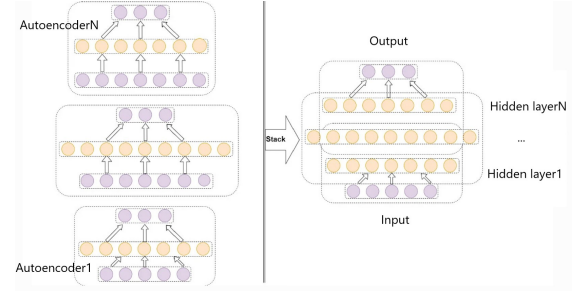 AutoencoderN
Autoencoder1
Stack
Output
Hidden layerN
...
Hidden layer1
Input